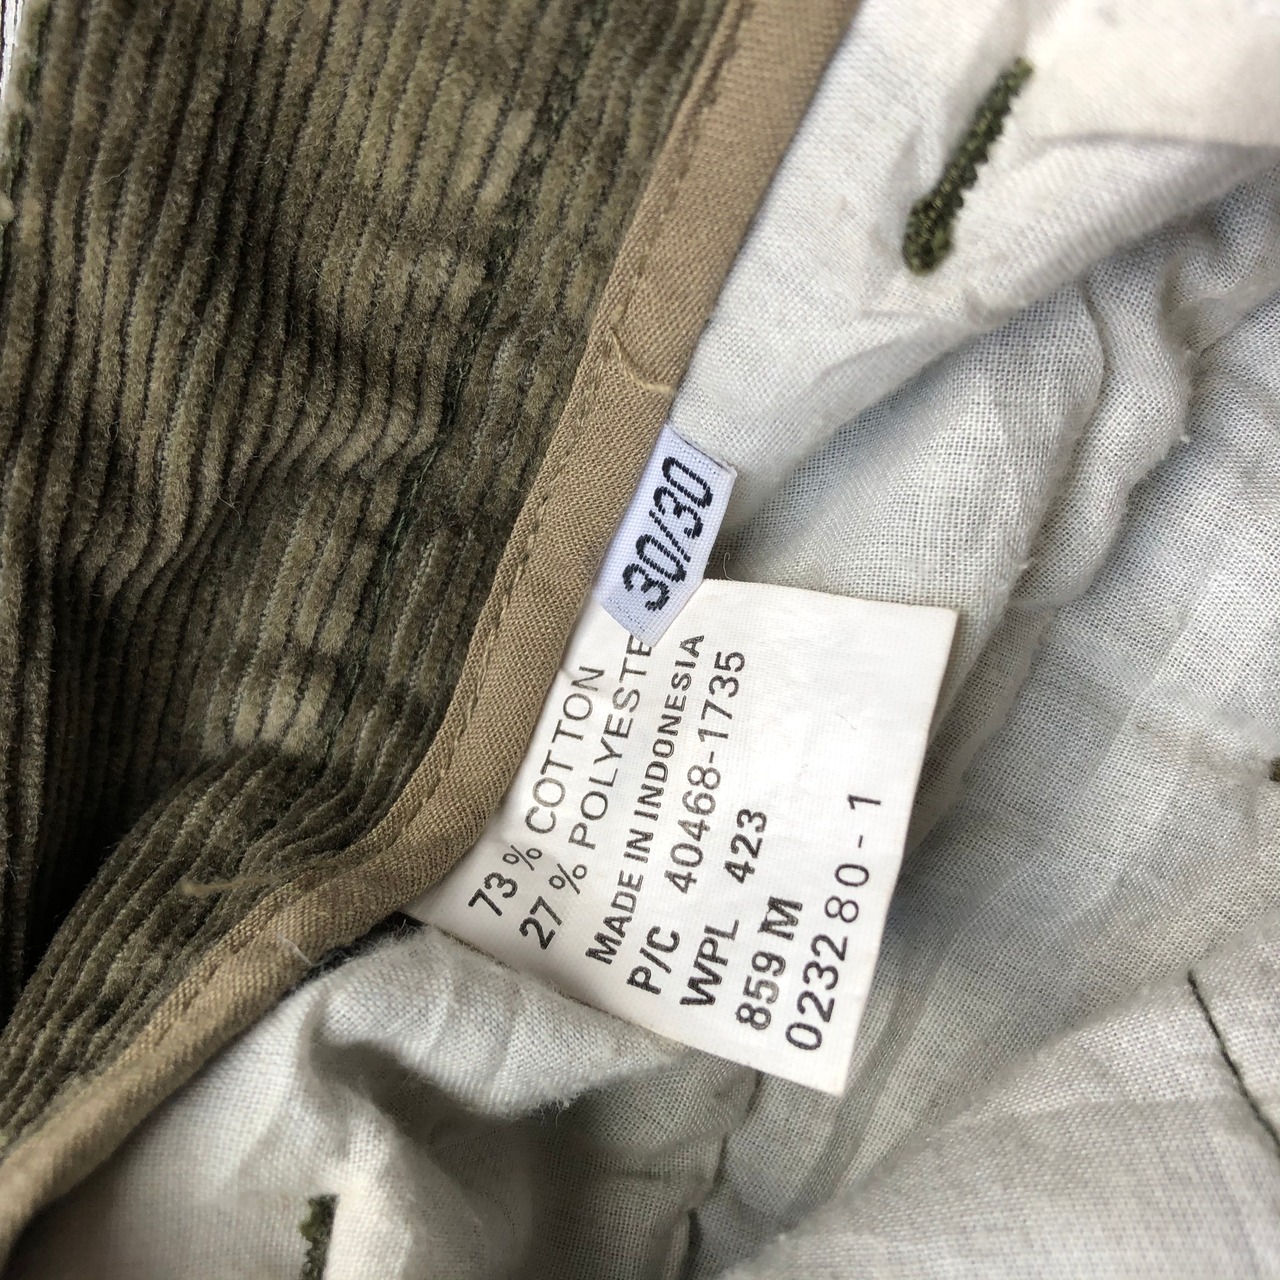 30/30
73% COTTON
27% POLYESTE
MADE IN INDONESIA
P/C 40468-1735
WPL 423
859 M
023280-1